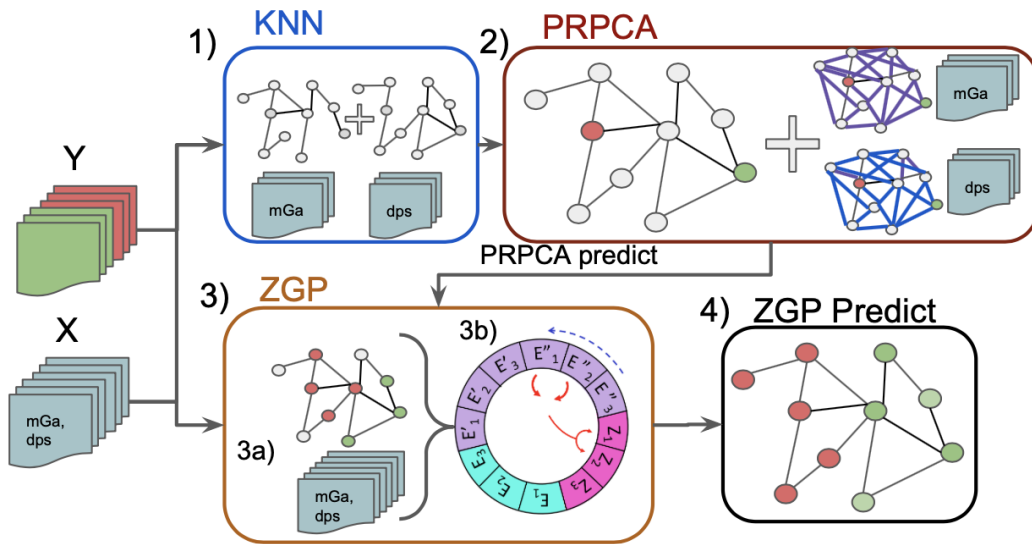 1)
KNN
2)
PRPCA
mGa
mGa
dps
dps
Y
PRPCA predict
X
3)
ZGP
4)
ZGP Predict
3b)
3a)
mGa,
dps
mGa,
dps
E'₁
E'₂
E'₃
E"₁
E"₂
E"₃
Z₁
Z₂
Z₃
E₁
E₂
E₃